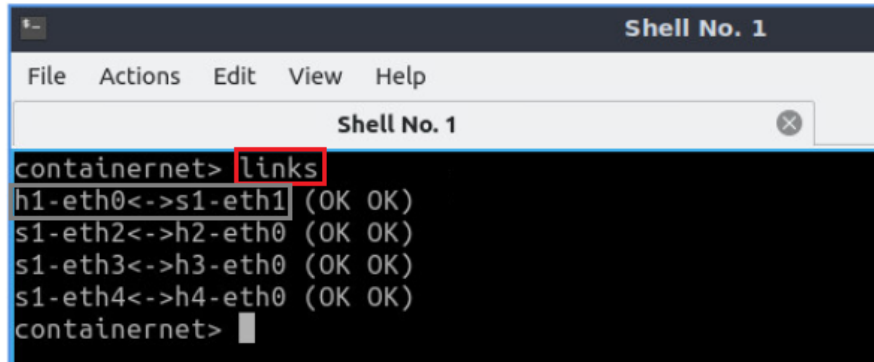 Shell No. 1
File Actions Edit View Help
Shell No. 1
containernet> links
h1-eth0<->s1-eth1 (OK OK)
s1-eth2<->h2-eth0 (OK OK)
s1-eth3<->h3-eth0 (OK OK)
s1-eth4<->h4-eth0 (OK OK)
containernet>